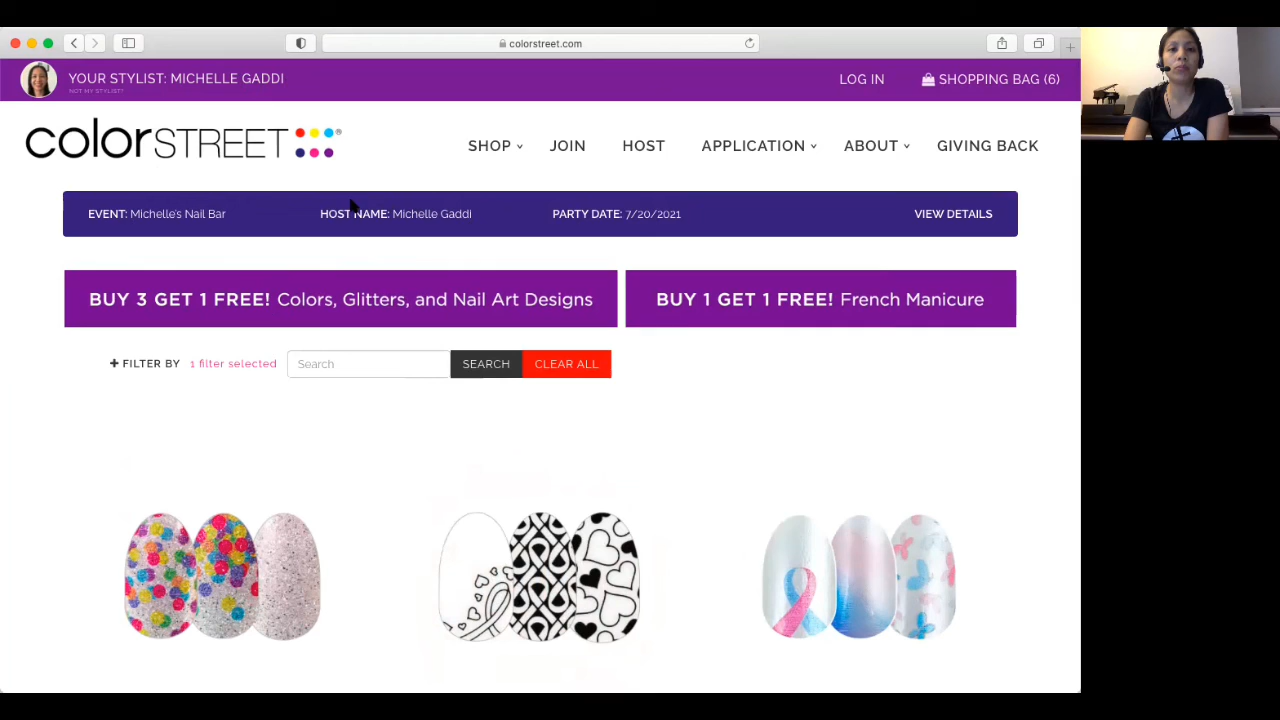 colorstreet.com
YOUR STYLIST: MICHELLE GADDI
NOT MY STYLIST?
LOG IN
SHOPPING BAG (6)
colorSTREET®
SHOP
JOIN
HOST
APPLICATION
ABOUT
GIVING BACK
EVENT: Michelle's Nail Bar
HOST NAME: Michelle Gaddi
PARTY DATE: 7/20/2021
VIEW DETAILS
BUY 3 GET 1 FREE! Colors, Glitters, and Nail Art Designs
BUY 1 GET 1 FREE! French Manicure
+ FILTER BY
1 filter selected
Search
SEARCH
CLEAR ALL